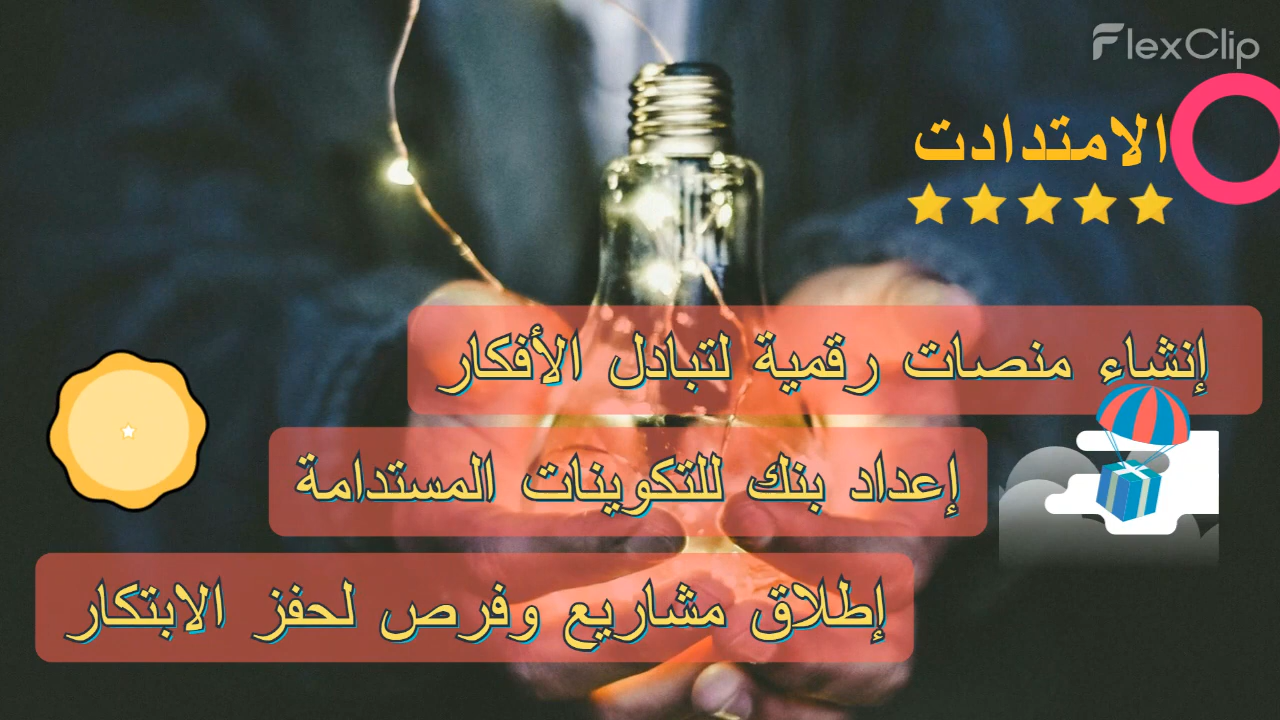 FlexClip
الامتدادت
إنشاء منصات رقمية لتبادل الأفكار
إعداد بنك للتكوينات المستدامة
إطلاق مشاريع وفرص لحفز الابتكار